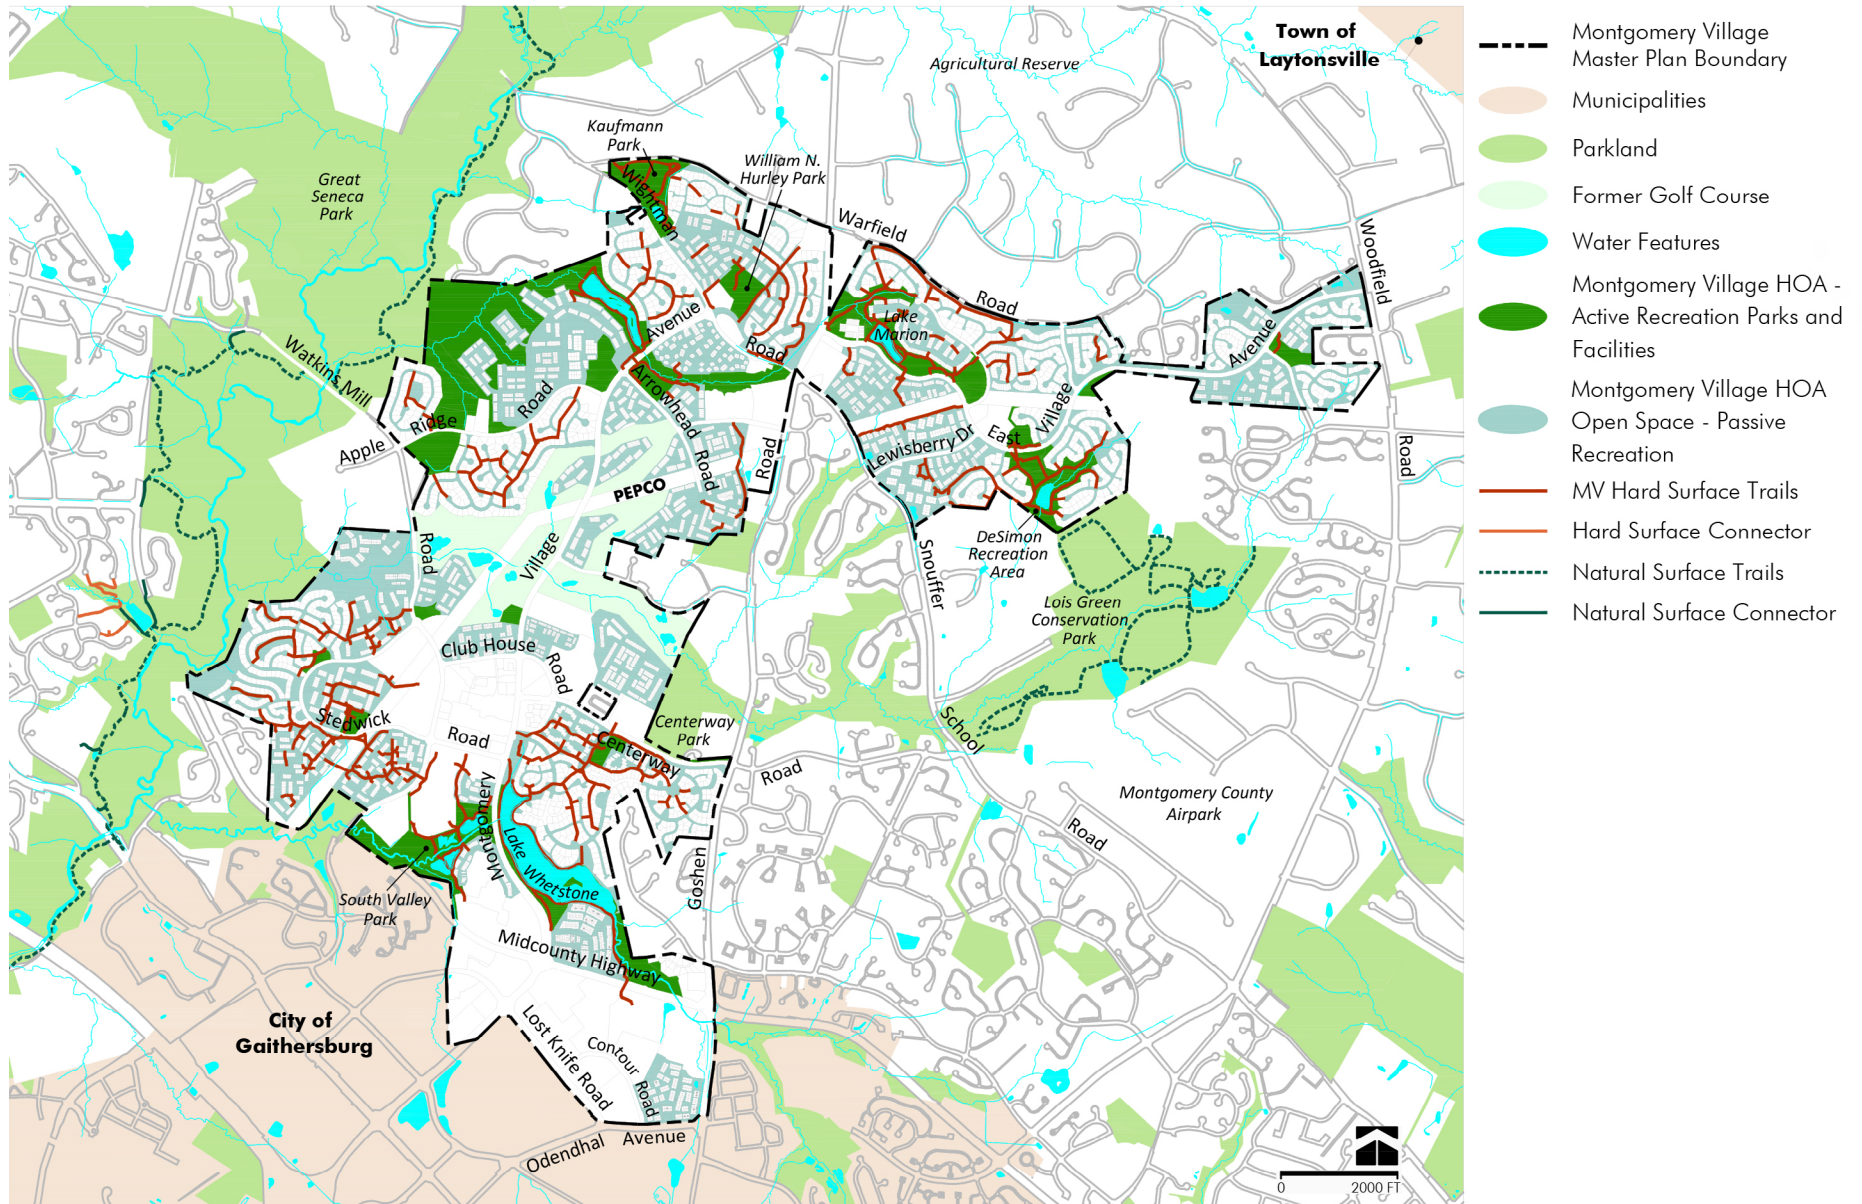 Town of
Laytonsville
Agricultural Reserve
Kaufmann
Park
William N.
Hurley Park
Great
Seneca
Park
Wightman
Warfield
Road
Woodfield
Road
Lake
Marion
Avenue
Road
Avenue
Watkins Mill
Road
Arrowhead
Road
Apple
Ridge
Road
Village
East
Lewisberry Dr
Road
PEPCO
Village
DeSimon
Recreation
Area
Snouffer
School
Road
Lois Green
Conservation
Park
Club House
Road
Stedwick
Road
Centerway
Park
Centerway
Road
Goshen
Montgomery County
Airpark
Montgomery
Lake
Whetstone
South Valley
Park
Midcounty Highway
City of
Gaithersburg
Lost Knife Road
Contour
Road
Odendhal
Avenue
0
2000 FT
Montgomery Village
Master Plan Boundary
Municipalities
Parkland
Former Golf Course
Water Features
Montgomery Village HOA -
Active Recreation Parks and
Facilities
Montgomery Village HOA
Open Space - Passive
Recreation
MV Hard Surface Trails
Hard Surface Connector
Natural Surface Trails
Natural Surface Connector